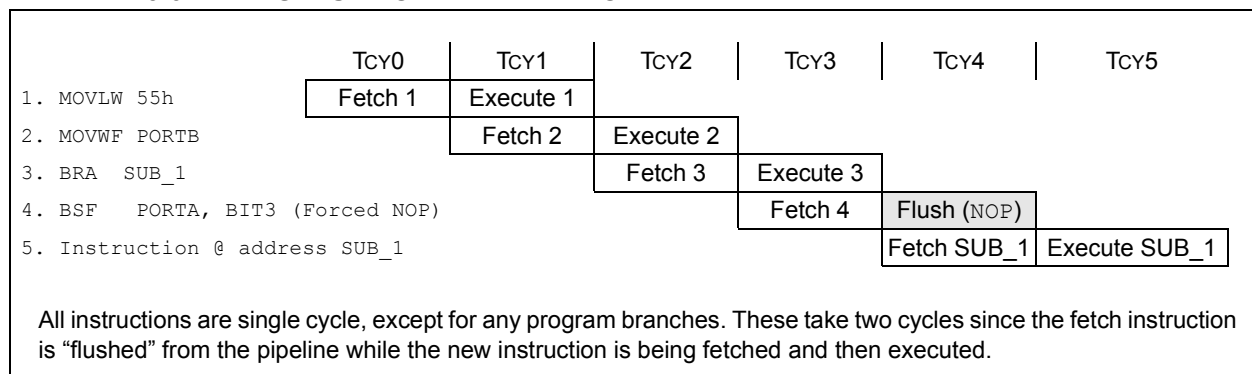 TCY0 TCY1 TCY2 TCY3 TCY4 TCY5
1. MOVLW 55h Fetch 1 Execute 1
2. MOVWF PORTB Fetch 2 Execute 2
3. BRA SUB_1 Fetch 3 Execute 3
4. BSF PORTA, BIT3 (Forced NOP) Fetch 4 Flush (NOP)
5. Instruction @ address SUB_1 Fetch SUB_1 Execute SUB_1
All instructions are single cycle, except for any program branches. These take two cycles since the fetch instruction
is “flushed” from the pipeline while the new instruction is being fetched and then executed.